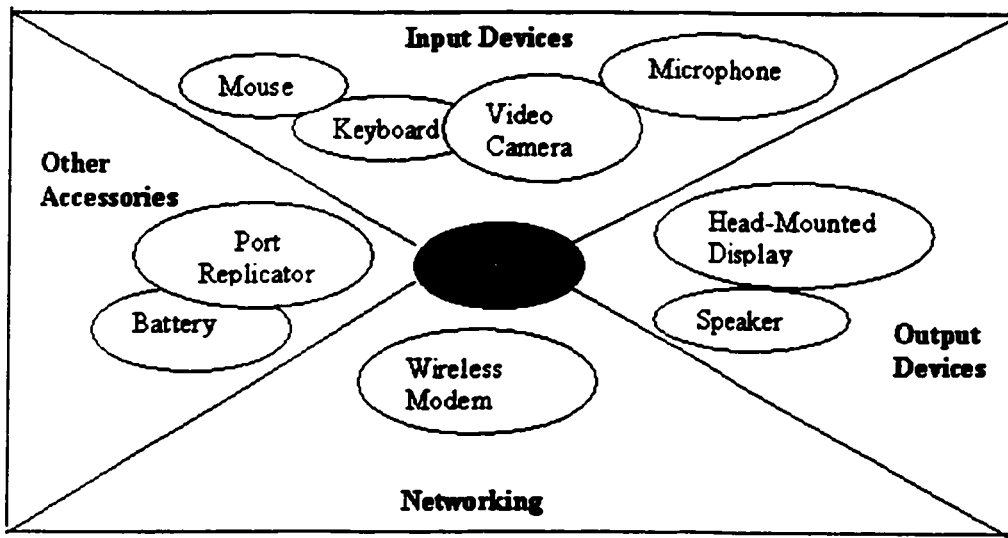 Input Devices
Mouse
Keyboard
Video
Camera
Microphone
Other
Accessories
Port
Replicator
Battery
Head-Mounted
Display
Speaker
Output
Devices
Wireless
Modem
Networking